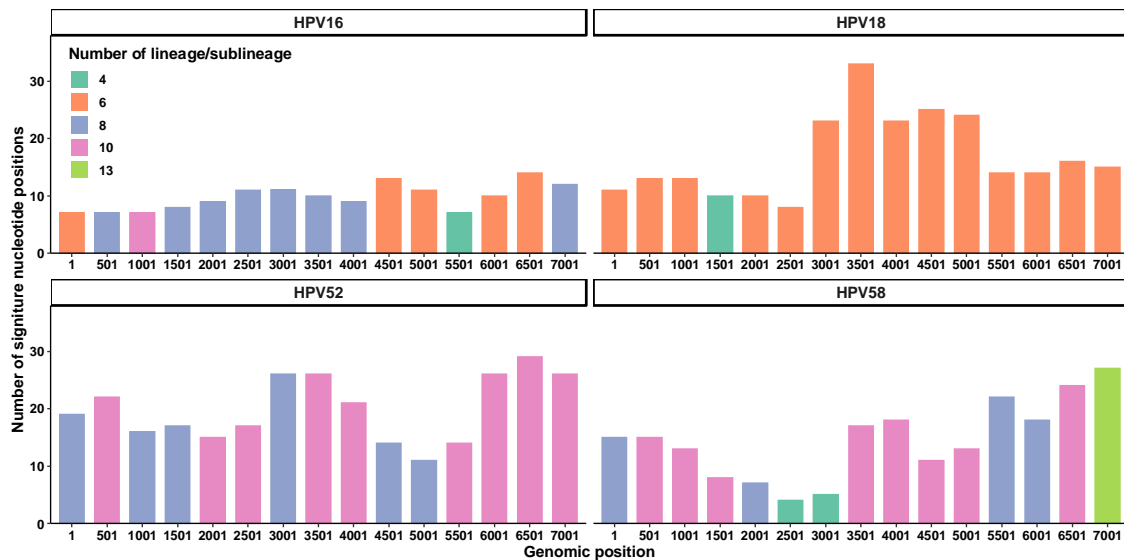 HPV16
HPV18
Number of lineage/sublineage
4
6
8
10
13
30
20
10
0
1 501 1001 1501 2001 2501 3001 3501 4001 4501 5001 5501 6001 6501 7001
1 501 1001 1501 2001 2501 3001 3501 4001 4501 5001 5501 6001 6501 7001
Number of signiture nucleotide positions
HPV52
HPV58
30
20
10
0
1 501 1001 1501 2001 2501 3001 3501 4001 4501 5001 5501 6001 6501 7001
1 501 1001 1501 2001 2501 3001 3501 4001 4501 5001 5501 6001 6501 7001
Genomic position